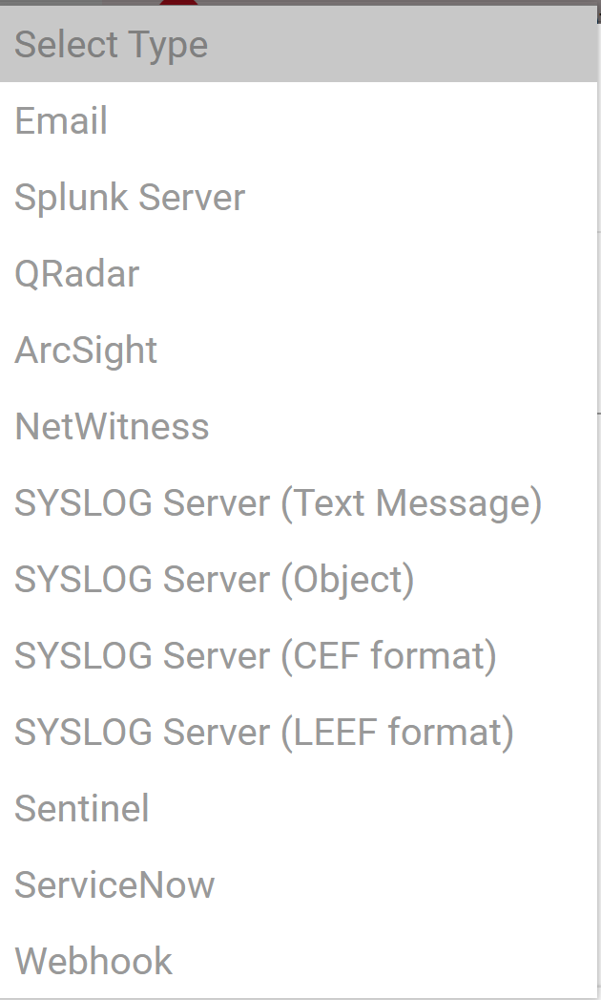 Select Type
Email
Splunk Server
QRadar
ArcSight
NetWitness
SYSLOG Server (Text Message)
SYSLOG Server (Object)
SYSLOG Server (CEF format)
SYSLOG Server (LEEF format)
Sentinel
ServiceNow
Webhook